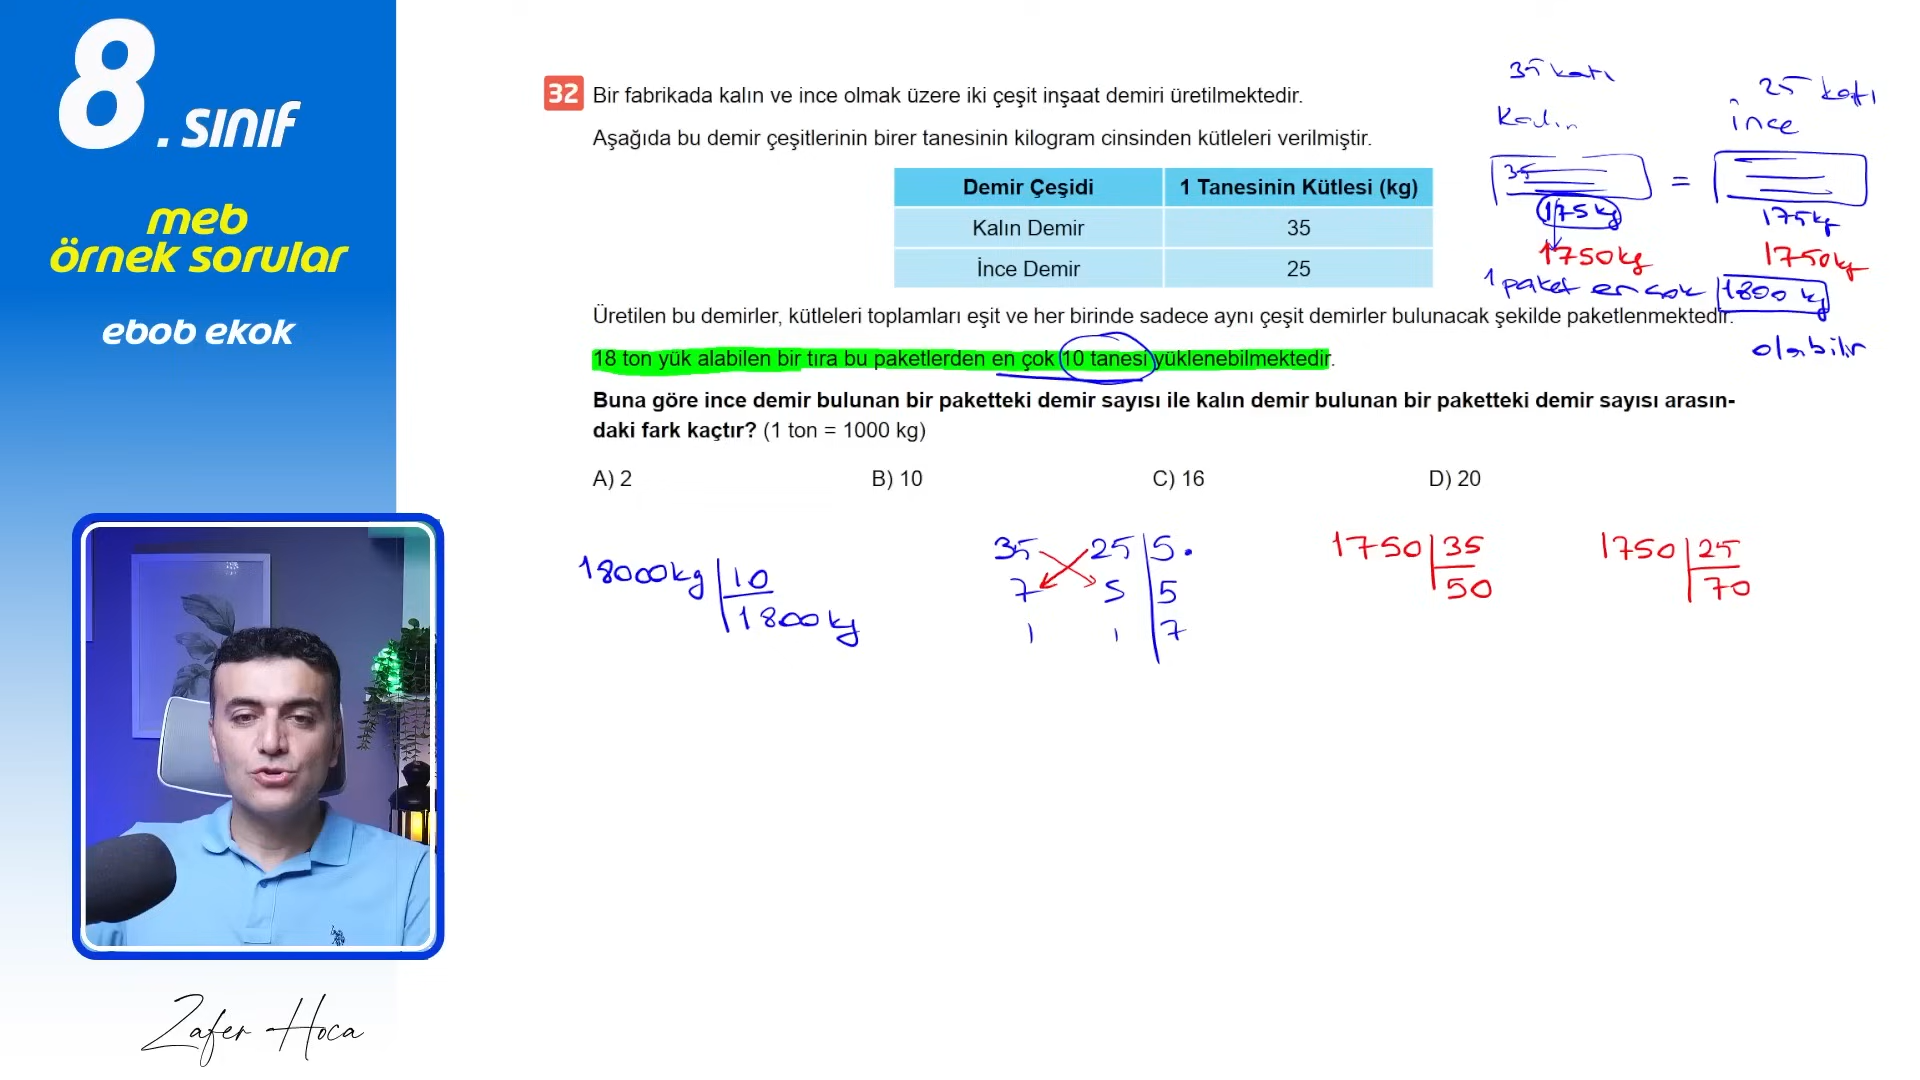 8. SINIF
meb
örnek sorular
ebob ekok
32 Bir fabrikada kalın ve ince olmak üzere iki çeşit inşaat demiri üretilmektedir.
Aşağıda bu demir çeşitlerinin birer tanesinin kilogram cinsinden kütleleri verilmiştir.
Demir Çeşidi 1 Tanesinin Kütlesi (kg)
Kalın Demir 35
İnce Demir 25
35 katı
25 katı
Kalın
ince
35
=
175 kg
175 kg
1750 kg
1750 kg
1 paket en çok 1800 kg
olabilir
Üretilen bu demirler, kütleleri toplamları eşit ve her birinde sadece aynı çeşit demirler bulunacak şekilde paketlenmektedir.
18 ton yük alabilen bir tıra bu paketlerden en çok 10 tanesi yüklenebilmektedir.
Buna göre ince demir bulunan bir paketteki demir sayısı ile kalın demir bulunan bir paketteki demir sayısı arasın-
daki fark kaçtır? (1 ton = 1000 kg)
A) 2 B) 10 C) 16 D) 20
18000 kg 10
1800 kg
35 25 5
7 5 5
1 1 7
1750 35
50
1750 25
70
Zafer Hoca